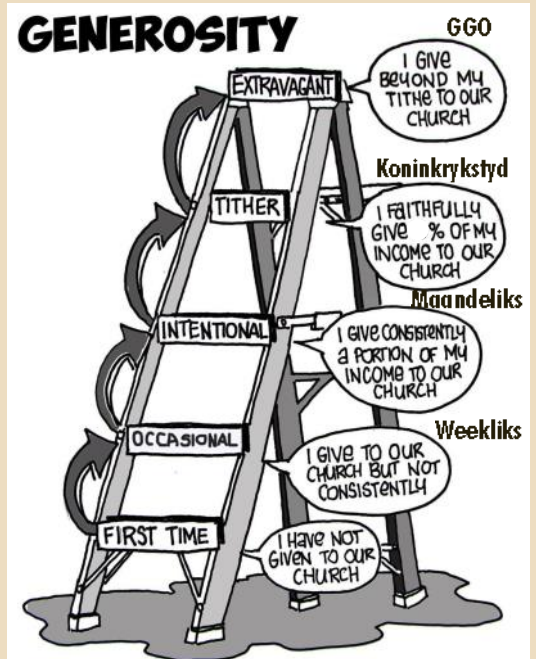 GENEROSITY
GGO
EXTRAVAGANT
I GIVE
BEYOND MY
TITHE TO OUR
CHURCH
Koninkrykstyd
TITHER
I FAITHFULLY
GIVE % OF MY
INCOME TO OUR
CHURCH
Maandeliks
INTENTIONAL
I GIVE CONSISTENTLY
A PORTION OF MY
INCOME TO OUR
CHURCH
Weekliks
OCCASIONAL
I GIVE TO OUR
CHURCH BUT NOT
CONSISTENTLY
FIRST TIME
I HAVE NOT
GIVEN TO OUR
CHURCH